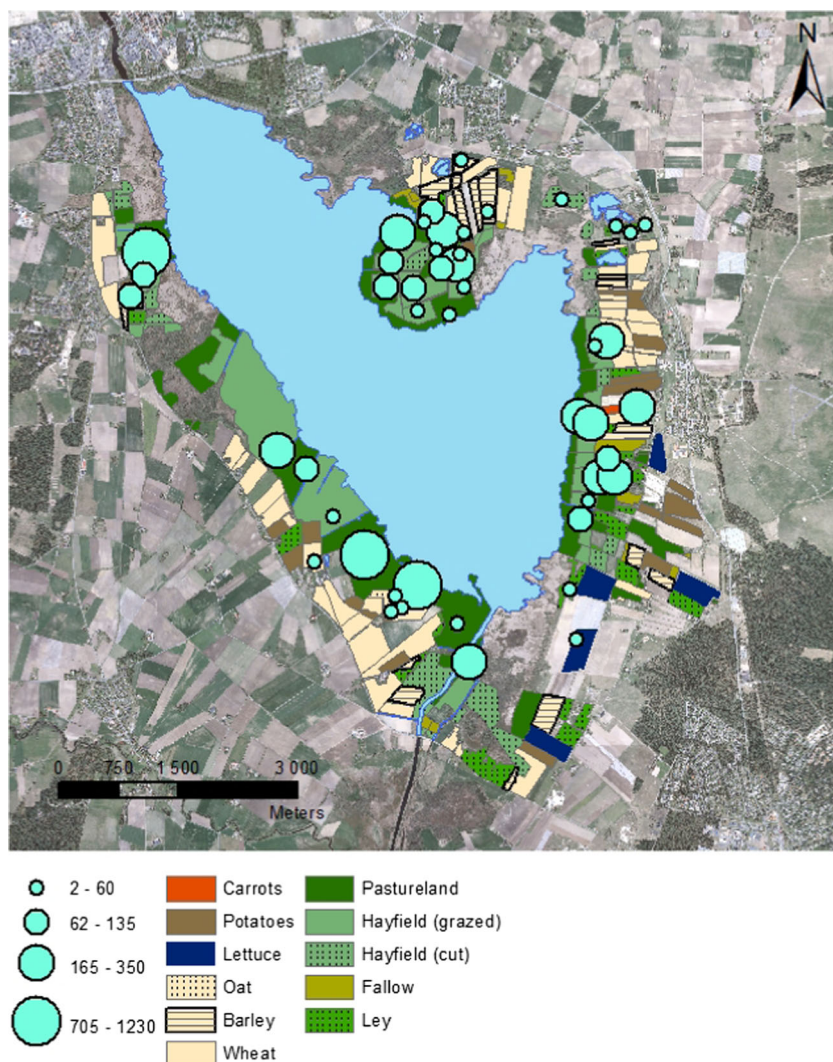 N
0 750 1 500 3 000
Meters
2 - 60
62 - 135
165 - 350
705 - 1230
Carrots
Potatoes
Lettuce
Oat
Barley
Wheat
Pastureland
Hayfield (grazed)
Hayfield (cut)
Fallow
Ley